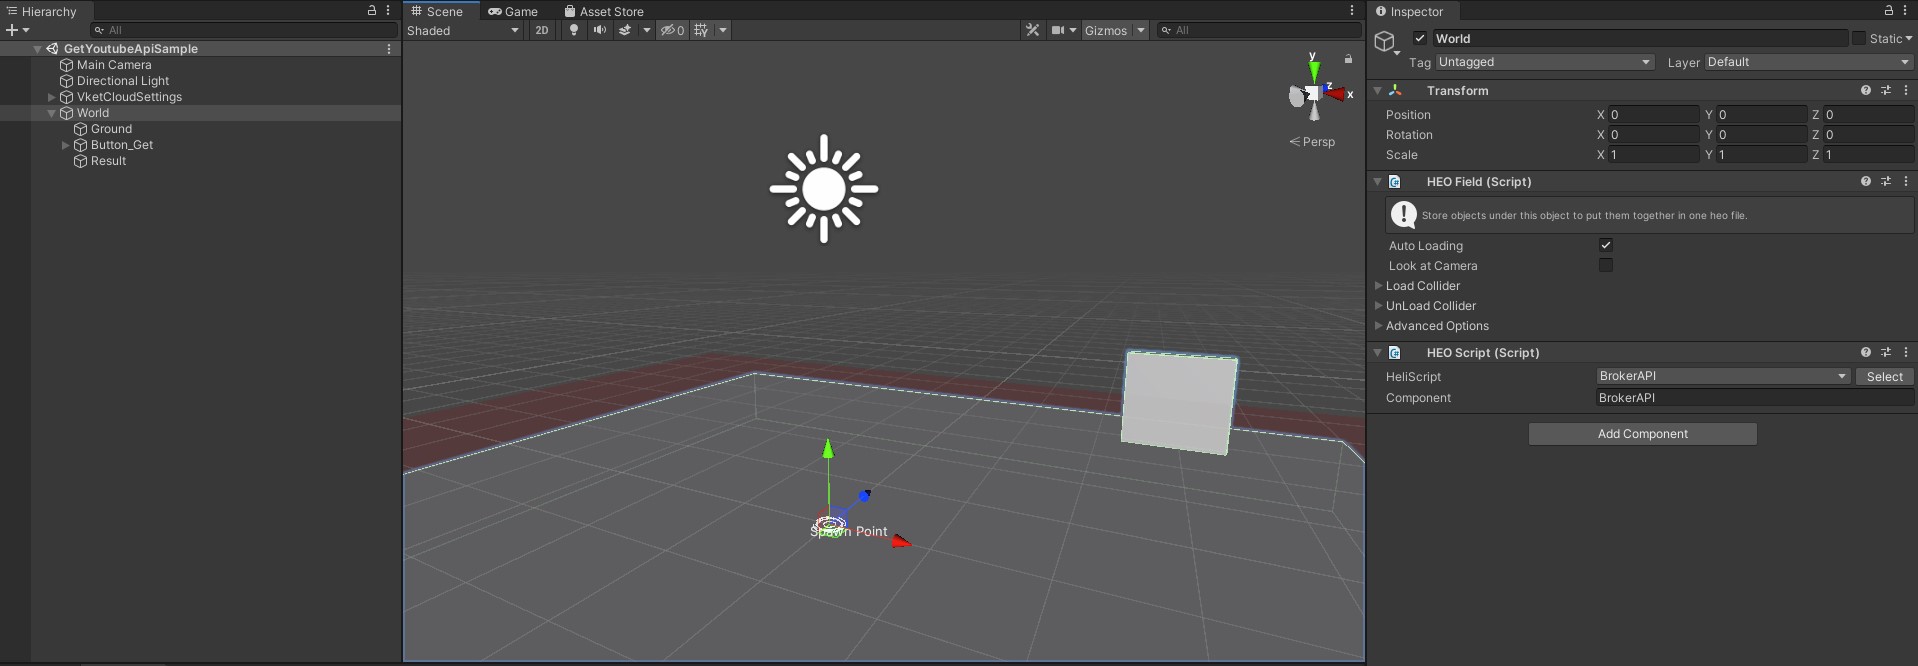 Hierarchy
All
GetYoutubeApiSample
Main Camera
Directional Light
VketCloudSettings
World
Ground
Button_Get
Result
Scene Game Asset Store
Shaded 2D 0 Gizmos All
y
z
x
Persp
Spawn Point
Inspector
World Static
Tag Untagged Layer Default
Transform
Position X 0 Y 0 Z 0
Rotation X 0 Y 0 Z 0
Scale X 1 Y 1 Z 1
HEO Field (Script)
Store objects under this object to put them together in one heo file.
Auto Loading
Look at Camera
Load Collider
UnLoad Collider
Advanced Options
HEO Script (Script)
HeliScript BrokerAPI Select
Component BrokerAPI
Add Component